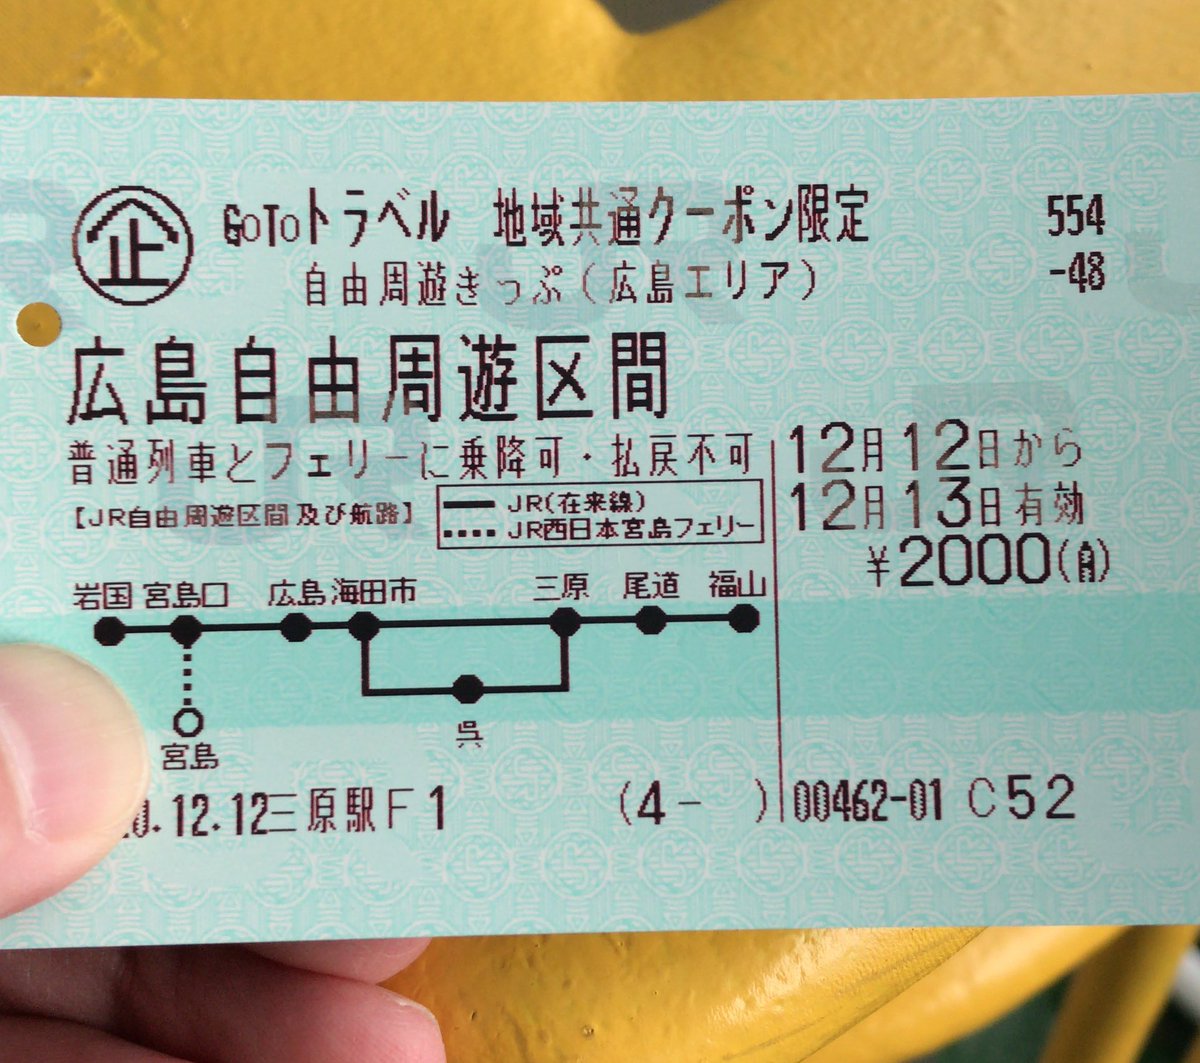 企 GoToトラベル 地域共通クーポン限定 554
自由周遊きっぷ(広島エリア) -48
広島自由周遊区間
普通列車とフェリーに乗降可・払戻不可
【JR自由周遊区間及び航路】
JR(在来線)
JR西日本宮島フェリー
12月12日から
12月13日有効
¥2000
岩国 宮島口 広島 海田市 三原 尾道 福山
呉
宮島
0.12.12三原駅F1 (4- ) 00462-01 C52